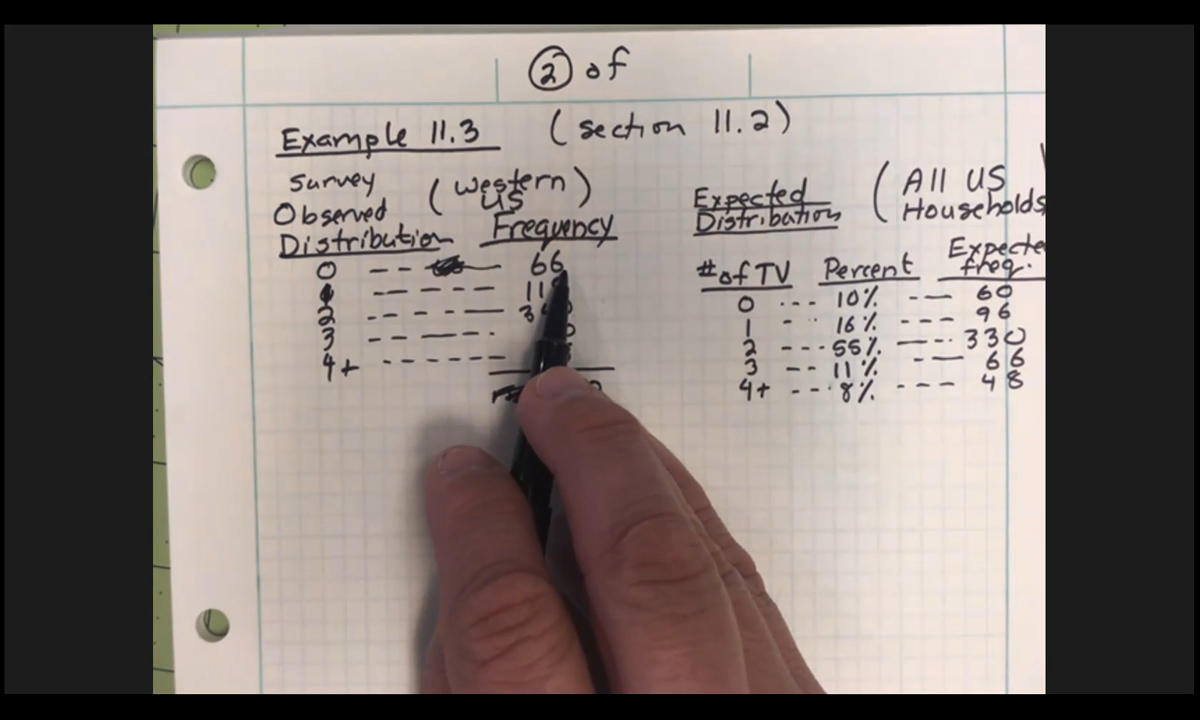 ② of
Example 11.3 (section 11.2)
Survey (Western US)
Observed Distribution Frequency
0 -- - 66
1 -----
2 -----
3 -----
4+ ------
Expected Distribution (All US Households
# of TV Percent freq.
0 --- 10% -- 60
1 -- 16% --- 96
2 --- 55% --- 330
3 -- 11% -- 66
4+ --- 8% --- 48